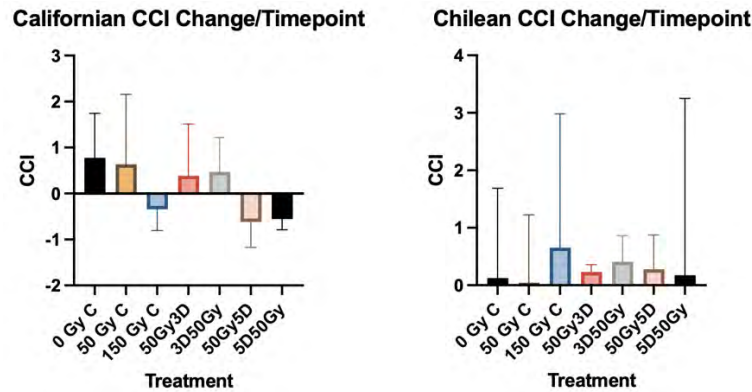 Californian CCI Change/Timepoint
3
2
1
0
-1
-2
CCI
0 Gy C
50 Gy C
150 Gy C
50Gy3D
3D50Gy
50Gy5D
5D50Gy
Treatment
Chilean CCI Change/Timepoint
4
3
2
1
0
CCI
0 Gy C
50 Gy C
150 Gy C
50Gy3D
3D50Gy
50Gy5D
5D50Gy
Treatment